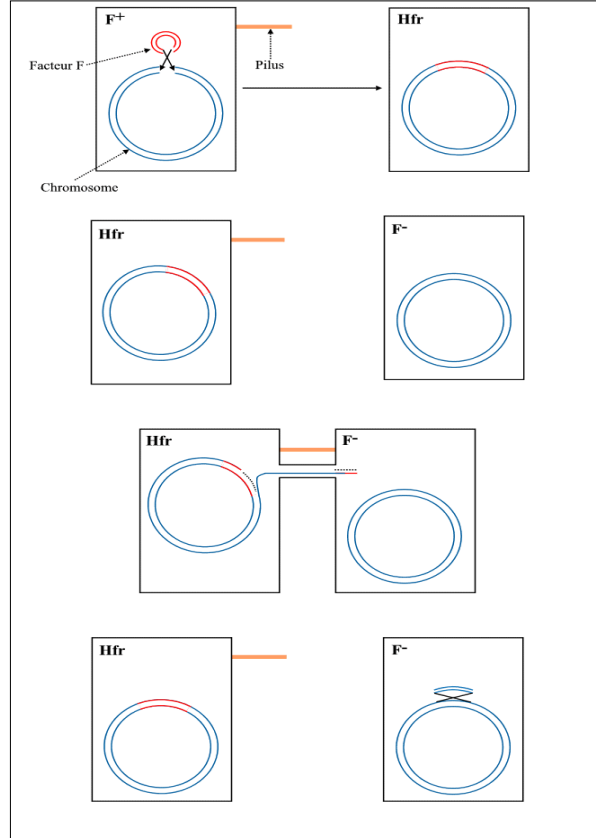 F+
Hfr
Facteur F
Pilus
Chromosome
Hfr
F-
Hfr
F-
Hfr
F-